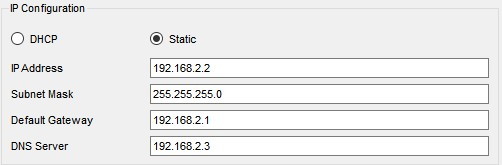 IP Configuration
DHCP Static
IP Address 192.168.2.2
Subnet Mask 255.255.255.0
Default Gateway 192.168.2.1
DNS Server 192.168.2.3